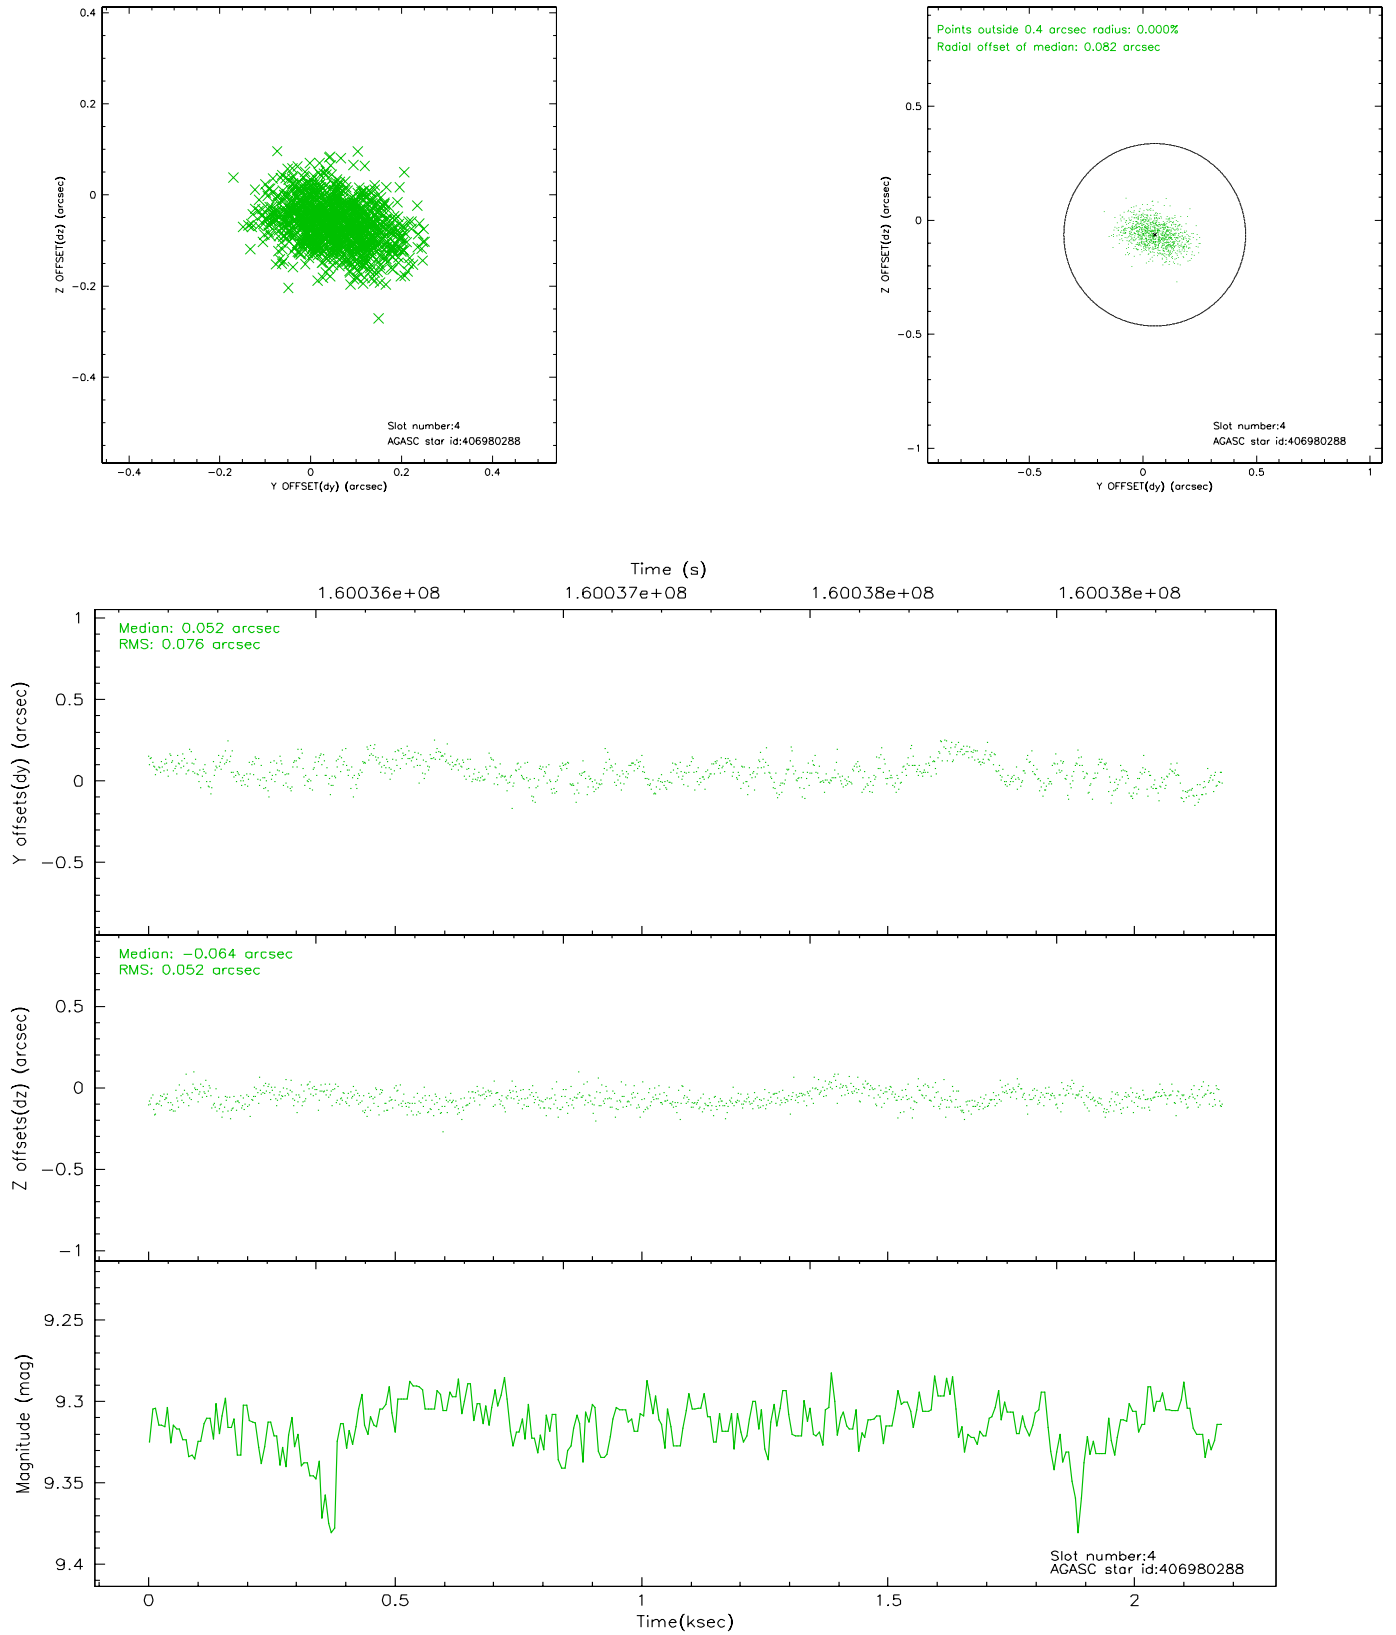 0.4
0.2
0
−0.2
−0.4
Z OFFSET(dz) (arcsec)
Slot number:4
AGASC star id:406980288
−0.4 −0.2 0 0.2 0.4
Y OFFSET(dy) (arcsec)
Points outside 0.4 arcsec radius: 0.000%
Radial offset of median: 0.082 arcsec
0.5
0
−0.5
−1
Z OFFSET(dz) (arcsec)
Slot number:4
AGASC star id:406980288
−0.5 0 0.5 1
Y OFFSET(dy) (arcsec)
Time (s)
1.60036e+08 1.60037e+08 1.60038e+08 1.60038e+08
Median: 0.052 arcsec
RMS: 0.076 arcsec
1
0.5
0
−0.5
Y offsets(dy) (arcsec)
Median: −0.064 arcsec
RMS: 0.052 arcsec
0.5
0
−0.5
−1
Z offsets(dz) (arcsec)
9.25
9.3
9.35
9.4
Magnitude (mag)
Slot number:4
AGASC star id:406980288
0 0.5 1 1.5 2
Time(ksec)